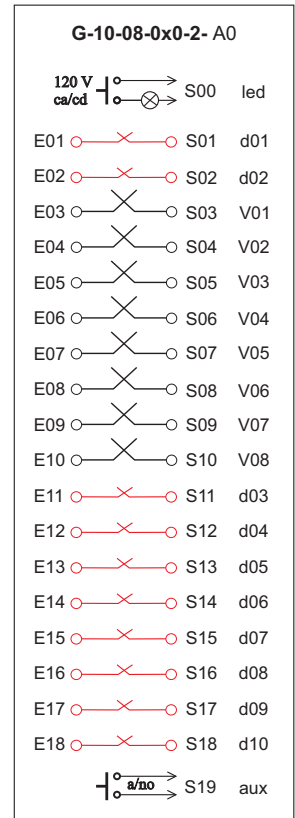 G-10-08-0x0-2- A0
120 V ca/cd S00 led
E01 S01 d01
E02 S02 d02
E03 S03 V01
E04 S04 V02
E05 S05 V03
E06 S06 V04
E07 S07 V05
E08 S08 V06
E09 S09 V07
E10 S10 V08
E11 S11 d03
E12 S12 d04
E13 S13 d05
E14 S14 d06
E15 S15 d07
E16 S16 d08
E17 S17 d09
E18 S18 d10
a/no S19 aux